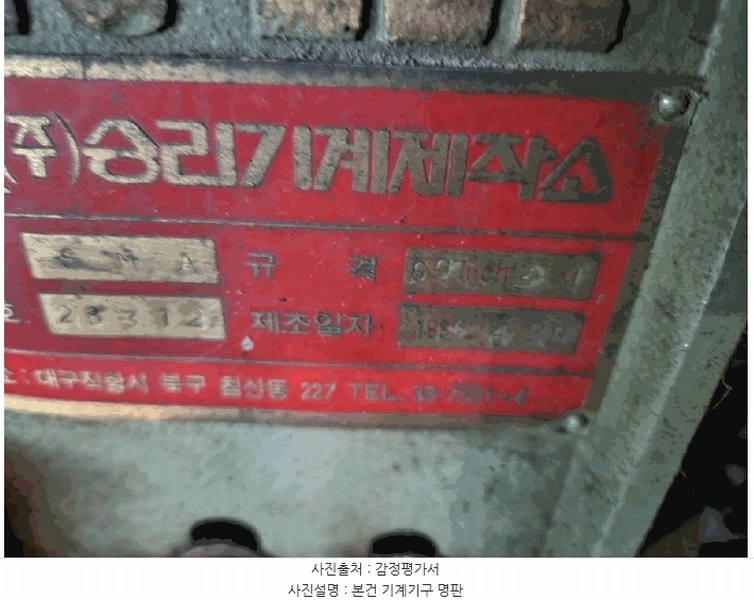 (주)승리기계제작소
S M A 규 격
호 28312 제조일자
소 : 대구직할시 북구 침산동 227 TEL.
사진출처 : 감정평가서
사진설명 : 본건 기계기구 명판